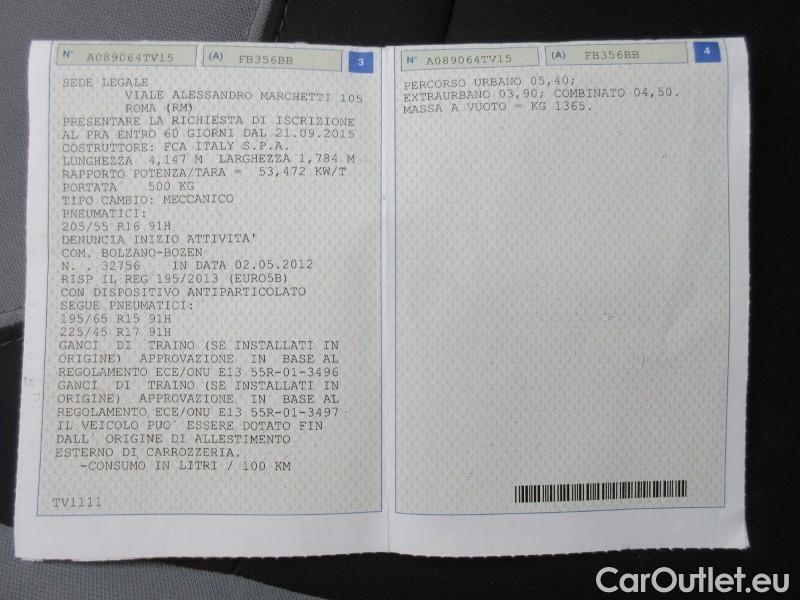 N° A089064TV15 (A) FB356BB 3
SEDE LEGALE
VIALE ALESSANDRO MARCHETTI 105
ROMA (RM)
PRESENTARE LA RICHIESTA DI ISCRIZIONE
AL PRA ENTRO 60 GIORNI DAL 21.09.2015
COSTRUTTORE: FCA ITALY S.P.A.
LUNGHEZZA 4,147 M LARGHEZZA 1,784 M
RAPPORTO POTENZA/TARA = 53,472 KW/T
PORTATA 500 KG
TIPO CAMBIO: MECCANICO
PNEUMATICI:
205/55 R16 91H
DENUNCIA INIZIO ATTIVITA'
COM. BOLZANO-BOZEN
N. . 32756 IN DATA 02.05.2012
RISP IL REG 195/2013 (EURO5B)
CON DISPOSITIVO ANTIPARTICOLATO
SEGUE PNEUMATICI:
195/65 R15 91H
225/45 R17 91H
GANCI DI TRAINO (SE INSTALLATI IN
ORIGINE) APPROVAZIONE IN BASE AL
REGOLAMENTO ECE/ONU E13 55R-01-3496
GANCI DI TRAINO (SE INSTALLATI IN
ORIGINE) APPROVAZIONE IN BASE AL
REGOLAMENTO ECE/ONU E13 55R-01-3497
IL VEICOLO PUO' ESSERE DOTATO FIN
DALL' ORIGINE DI ALLESTIMENTO
ESTERNO DI CARROZZERIA.
-CONSUMO IN LITRI / 100 KM
TV1111
N° A089064TV15 (A) FB356BB 4
PERCORSO URBANO 05,40;
EXTRAURBANO 03,90; COMBINATO 04,50.
MASSA A VUOTO = KG 1365.
CarOutlet.eu